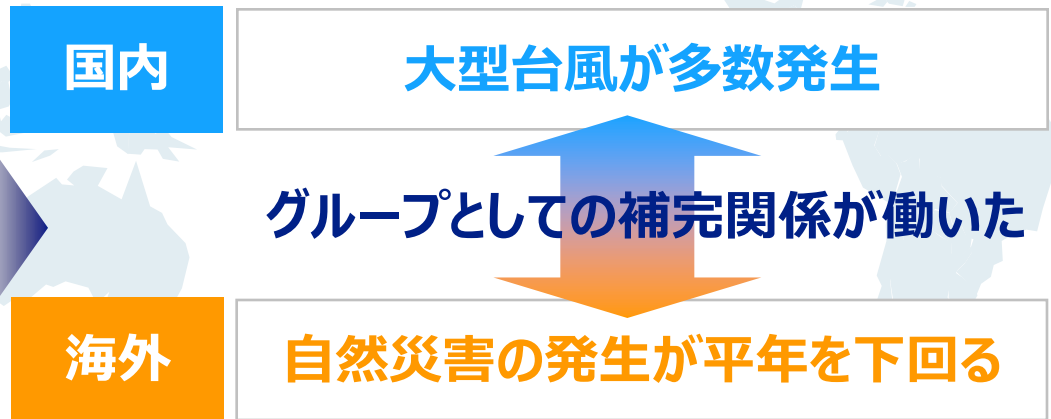 国内
大型台風が多数発生
グループとしての補完関係が働いた
海外
自然災害の発生が平年を下回る